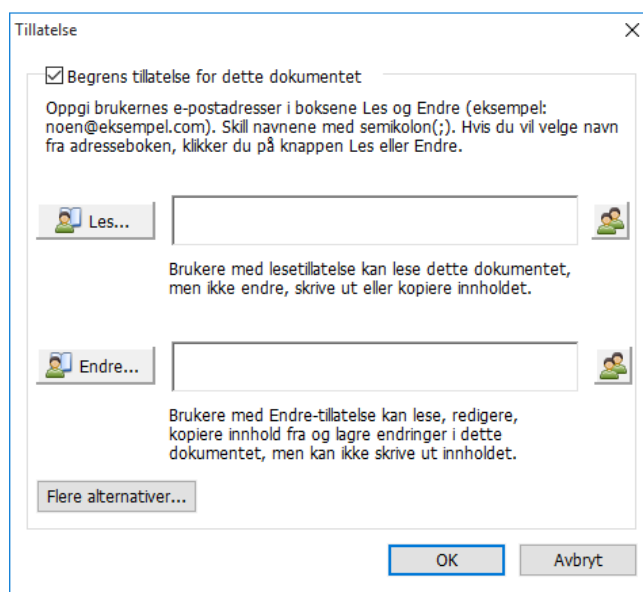 Tillatelse
Begrens tillatelse for dette dokumentet
Oppgi brukernes e-postadresser i boksene Les og Endre (eksempel:
noen@eksempel.com). Skill navnene med semikolon(;). Hvis du vil velge navn
fra adresseboken, klikker du på knappen Les eller Endre.
Les...
Brukere med lesetillatelse kan lese dette dokumentet,
men ikke endre, skrive ut eller kopiere innholdet.
Endre...
Brukere med Endre-tillatelse kan lese, redigere,
kopiere innhold fra og lagre endringer i dette
dokumentet, men kan ikke skrive ut innholdet.
Flere alternativer...
OK
Avbryt